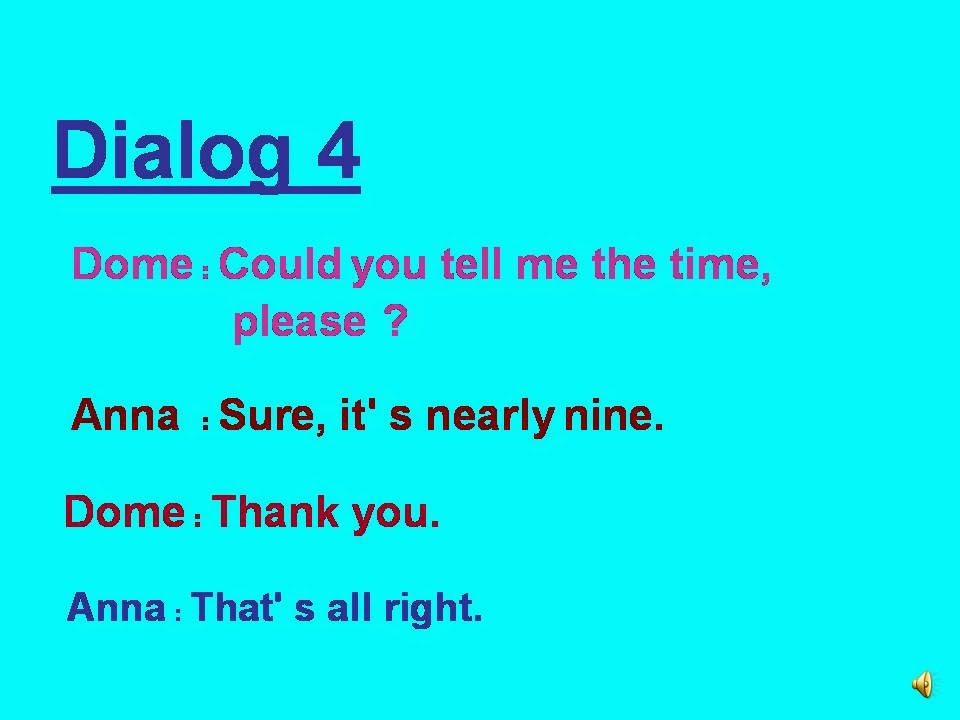 Dialog 4
Dome : Could you tell me the time,
please ?
Anna : Sure, it' s nearly nine.
Dome : Thank you.
Anna : That' s all right.